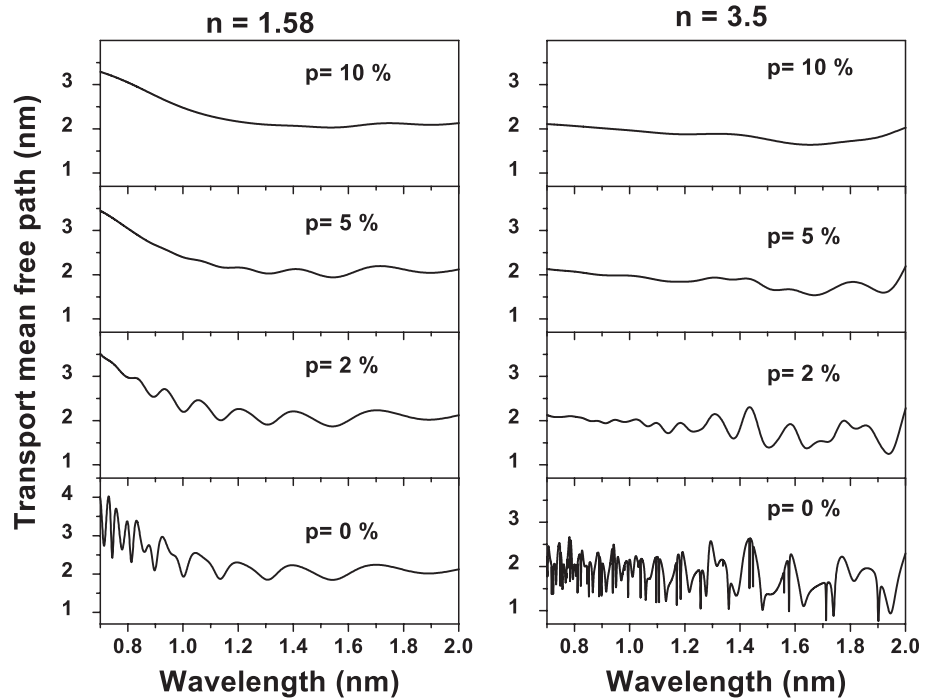 n = 1.58
n = 3.5
Transport mean free path (nm)
p= 10 %
3
2
1
p= 5 %
3
2
1
p= 2 %
3
2
1
p= 0 %
4
3
2
1
0.8 1.0 1.2 1.4 1.6 1.8 2.0
Wavelength (nm)
p= 10 %
3
2
1
p= 5 %
3
2
1
p= 2 %
3
2
1
p= 0 %
3
2
1
0.8 1.0 1.2 1.4 1.6 1.8 2.0
Wavelength (nm)